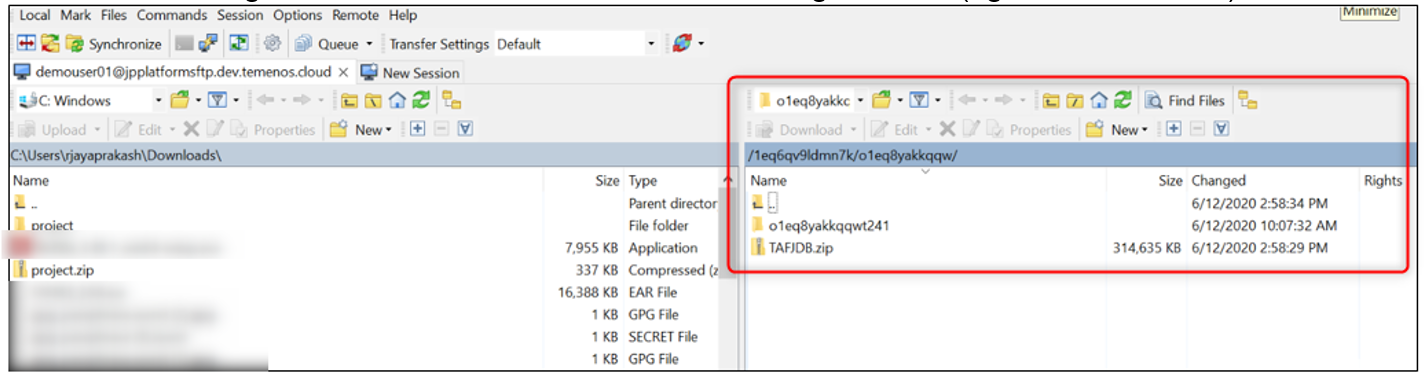 Minimize
Local Mark Files Commands Session Options Remote Help
Synchronize Queue Transfer Settings Default
demouser01@jpplatformsftp.dev.temenos.cloud × New Session
C: Windows
Upload Edit Properties New
C:\Users\rjayaprakash\Downloads\
Name Size Type
.. Parent director
project File folder
7,955 KB Application
project.zip 337 KB Compressed (z
16,388 KB EAR File
1 KB GPG File
1 KB SECRET File
1 KB GPG File
o1eq8yakkc Find Files
Download Edit Properties New
/1eq6qv9ldmn7k/o1eq8yakkqqw/
Name Size Changed Rights
.. 6/12/2020 2:58:34 PM
o1eq8yakkqqwt241 6/12/2020 10:07:32 AM
TAFJDB.zip 314,635 KB 6/12/2020 2:58:29 PM